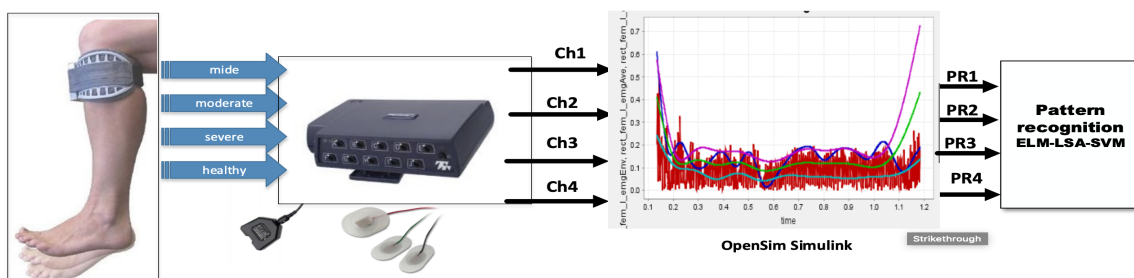 mide
moderate
severe
healthy
Ch1
Ch2
Ch3
Ch4
_fem_l_emgEnv, rect_fem_l_emgAve, rect_fem_l_
0.7
0.6
0.5
0.4
0.3
0.2
0.1
0.0
0.1 0.2 0.3 0.4 0.5 0.6 0.7 0.8 0.9 1.0 1.1 1.2
time
OpenSim Simulink
Strikethrough
PR1
PR2
PR3
PR4
Pattern
recognition
ELM-LSA-SVM